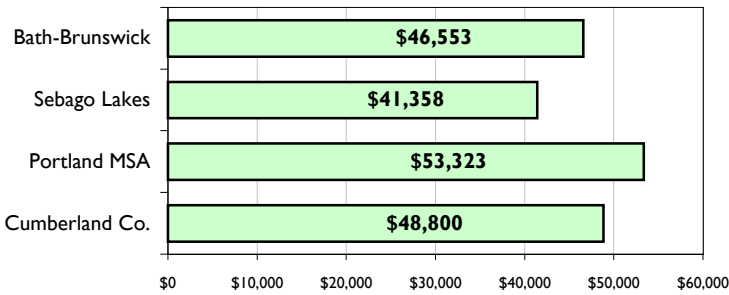 Bath-Brunswick $46,553
Sebago Lakes $41,358
Portland MSA $53,323
Cumberland Co. $48,800
$0 $10,000 $20,000 $30,000 $40,000 $50,000 $60,000